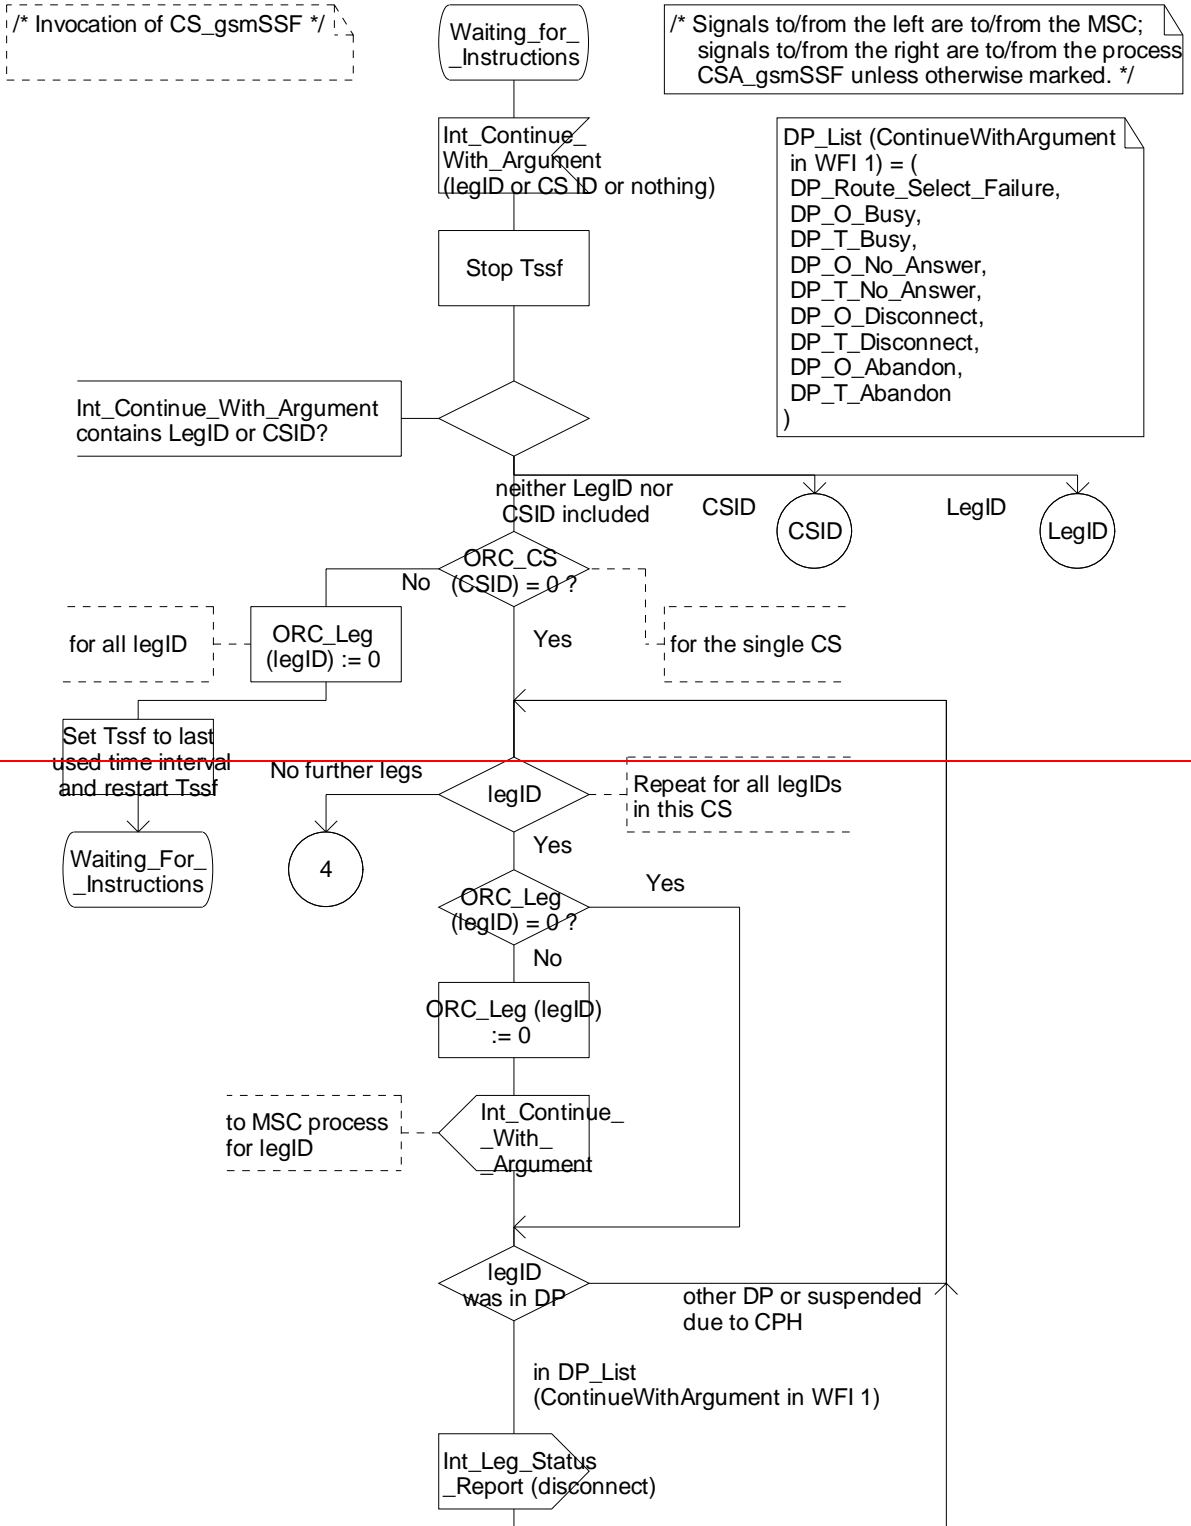 /* Invocation of CS_gsmSSF */
Waiting_for_
_Instructions
/* Signals to/from the left are to/from the MSC;
signals to/from the right are to/from the process
CSA_gsmSSF unless otherwise marked. */
Int_Continue_
With_Argument
(legID or CS ID or nothing)
DP_List (ContinueWithArgument
in WFI 1) = (
DP_Route_Select_Failure,
DP_O_Busy,
DP_T_Busy,
DP_O_No_Answer,
DP_T_No_Answer,
DP_O_Disconnect,
DP_T_Disconnect,
DP_O_Abandon,
DP_T_Abandon
)
Stop Tssf
Int_Continue_With_Argument
contains LegID or CSID?
neither LegID nor
CSID included
CSID
CSID
LegID
LegID
ORC_CS
(CSID) = 0 ?
No
Yes
for all legID
ORC_Leg
(legID) := 0
for the single CS
Set Tssf to last
used time interval
and restart Tssf
No further legs
legID
Repeat for all legIDs
in this CS
Yes
Waiting_For_
_Instructions
4
ORC_Leg
(legID) = 0 ?
Yes
No
ORC_Leg (legID)
:= 0
to MSC process
for legID
Int_Continue_
_With_
_Argument
legID
was in DP
other DP or suspended
due to CPH
in DP_List
(ContinueWithArgument in WFI 1)
Int_Leg_Status
_Report (disconnect)